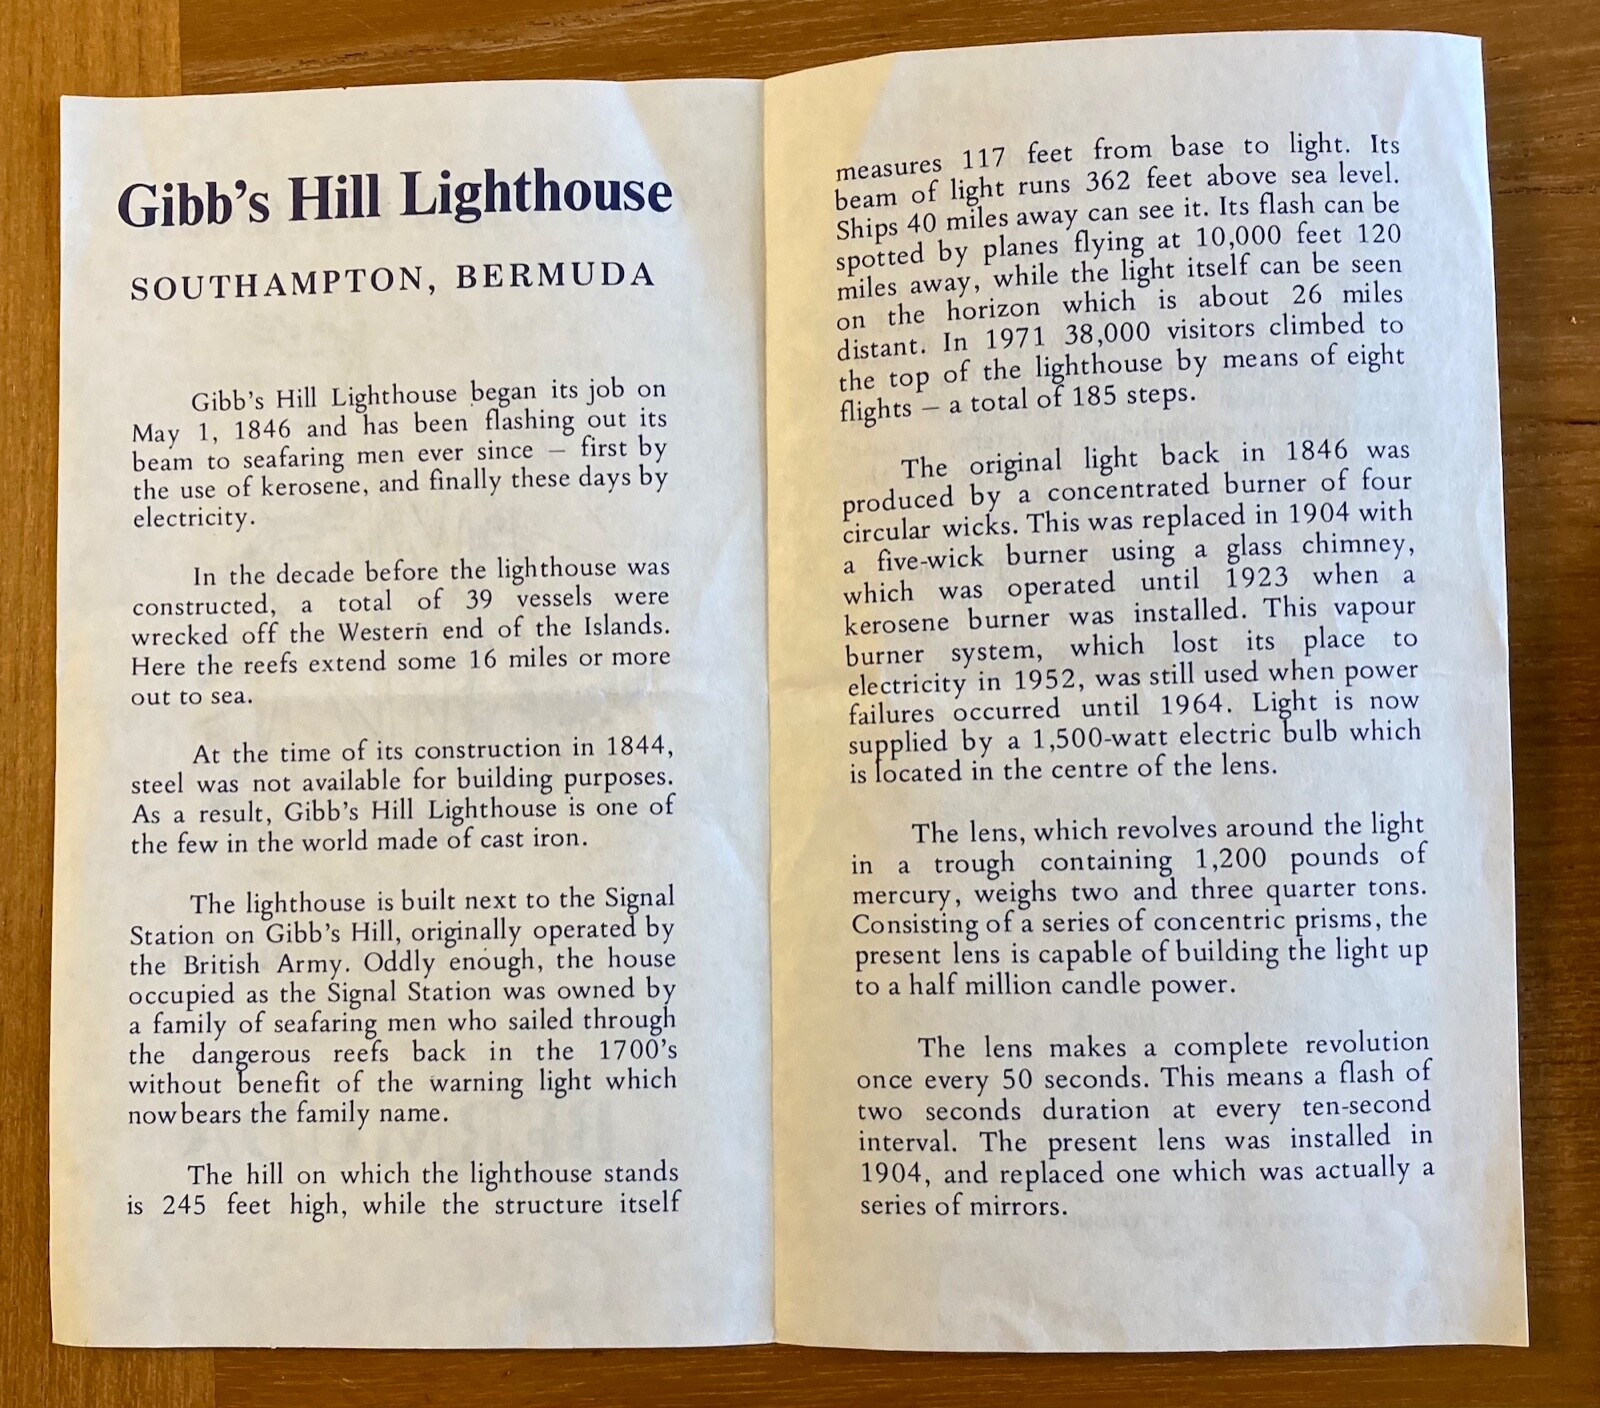 Gibb's Hill Lighthouse
SOUTHAMPTON, BERMUDA
Gibb's Hill Lighthouse began its job on
May 1, 1846 and has been flashing out its
beam to seafaring men ever since – first by
the use of kerosene, and finally these days by
electricity.
In the decade before the lighthouse was
constructed, a total of 39 vessels were
wrecked off the Western end of the Islands.
Here the reefs extend some 16 miles or more
out to sea.
At the time of its construction in 1844,
steel was not available for building purposes.
As a result, Gibb's Hill Lighthouse is one of
the few in the world made of cast iron.
The lighthouse is built next to the Signal
Station on Gibb's Hill, originally operated by
the British Army. Oddly enough, the house
occupied as the Signal Station was owned by
a family of seafaring men who sailed through
the dangerous reefs back in the 1700's
without benefit of the warning light which
now bears the family name.
The hill on which the lighthouse stands
is 245 feet high, while the structure itself
measures 117 feet from base to light. Its
beam of light runs 362 feet above sea level.
Ships 40 miles away can see it. Its flash can be
spotted by planes flying at 10,000 feet 120
miles away, while the light itself can be seen
on the horizon which is about 26 miles
distant. In 1971 38,000 visitors climbed to
the top of the lighthouse by means of eight
flights – a total of 185 steps.
The original light back in 1846 was
produced by a concentrated burner of four
circular wicks. This was replaced in 1904 with
a five-wick burner using a glass chimney,
which was operated until 1923 when a
kerosene burner was installed. This vapour
burner system, which lost its place to
electricity in 1952, was still used when power
failures occurred until 1964. Light is now
supplied by a 1,500-watt electric bulb which
is located in the centre of the lens.
The lens, which revolves around the light
in a trough containing 1,200 pounds of
mercury, weighs two and three quarter tons.
Consisting of a series of concentric prisms, the
present lens is capable of building the light up
to a half million candle power.
The lens makes a complete revolution
once every 50 seconds. This means a flash of
two seconds duration at every ten-second
interval. The present lens was installed in
1904, and replaced one which was actually a
series of mirrors.